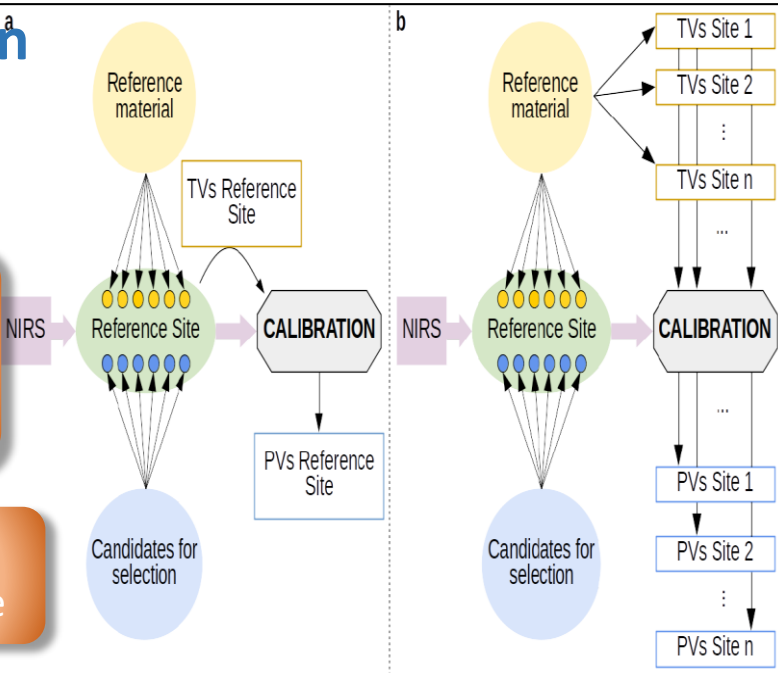 a
n
Reference
material
TVs Reference
Site
NIRS
Reference Site
CALIBRATION
PVs Reference
Site
Candidates for
selection
e
b
TVs Site 1
Reference
material
TVs Site 2
⋮
TVs Site n
...
NIRS
Reference Site
CALIBRATION
...
PVs Site 1
Candidates for
selection
PVs Site 2
⋮
PVs Site n